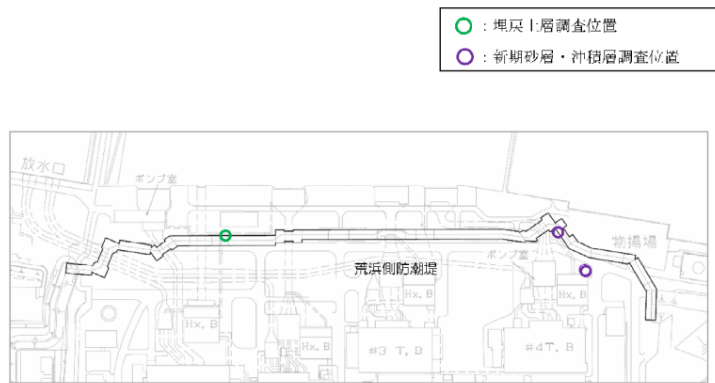 ：埋戻土層調査位置
：新期砂層・沖積層調査位置
放水口
ポンプ室
物揚場
荒浜側防潮堤
ポンプ室
Hx. B
Hx. B
Hx. B
Hx. B
#3 T. B
#4T. B